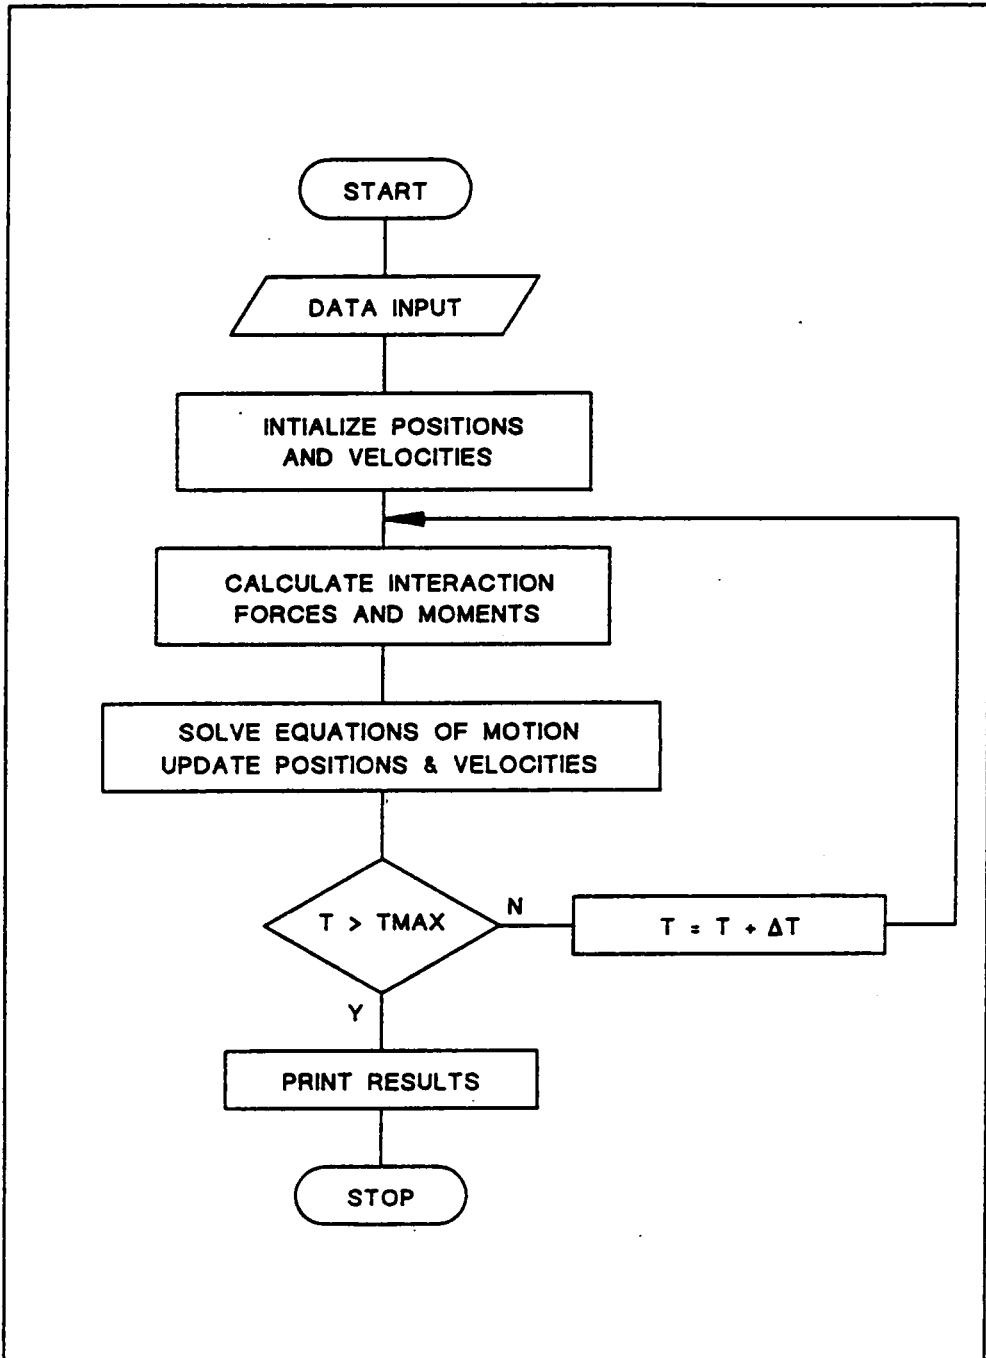 START
DATA INPUT
INTIALIZE POSITIONS
AND VELOCITIES
CALCULATE INTERACTION
FORCES AND MOMENTS
SOLVE EQUATIONS OF MOTION
UPDATE POSITIONS & VELOCITIES
T > TMAX
N
T = T + ΔT
Y
PRINT RESULTS
STOP